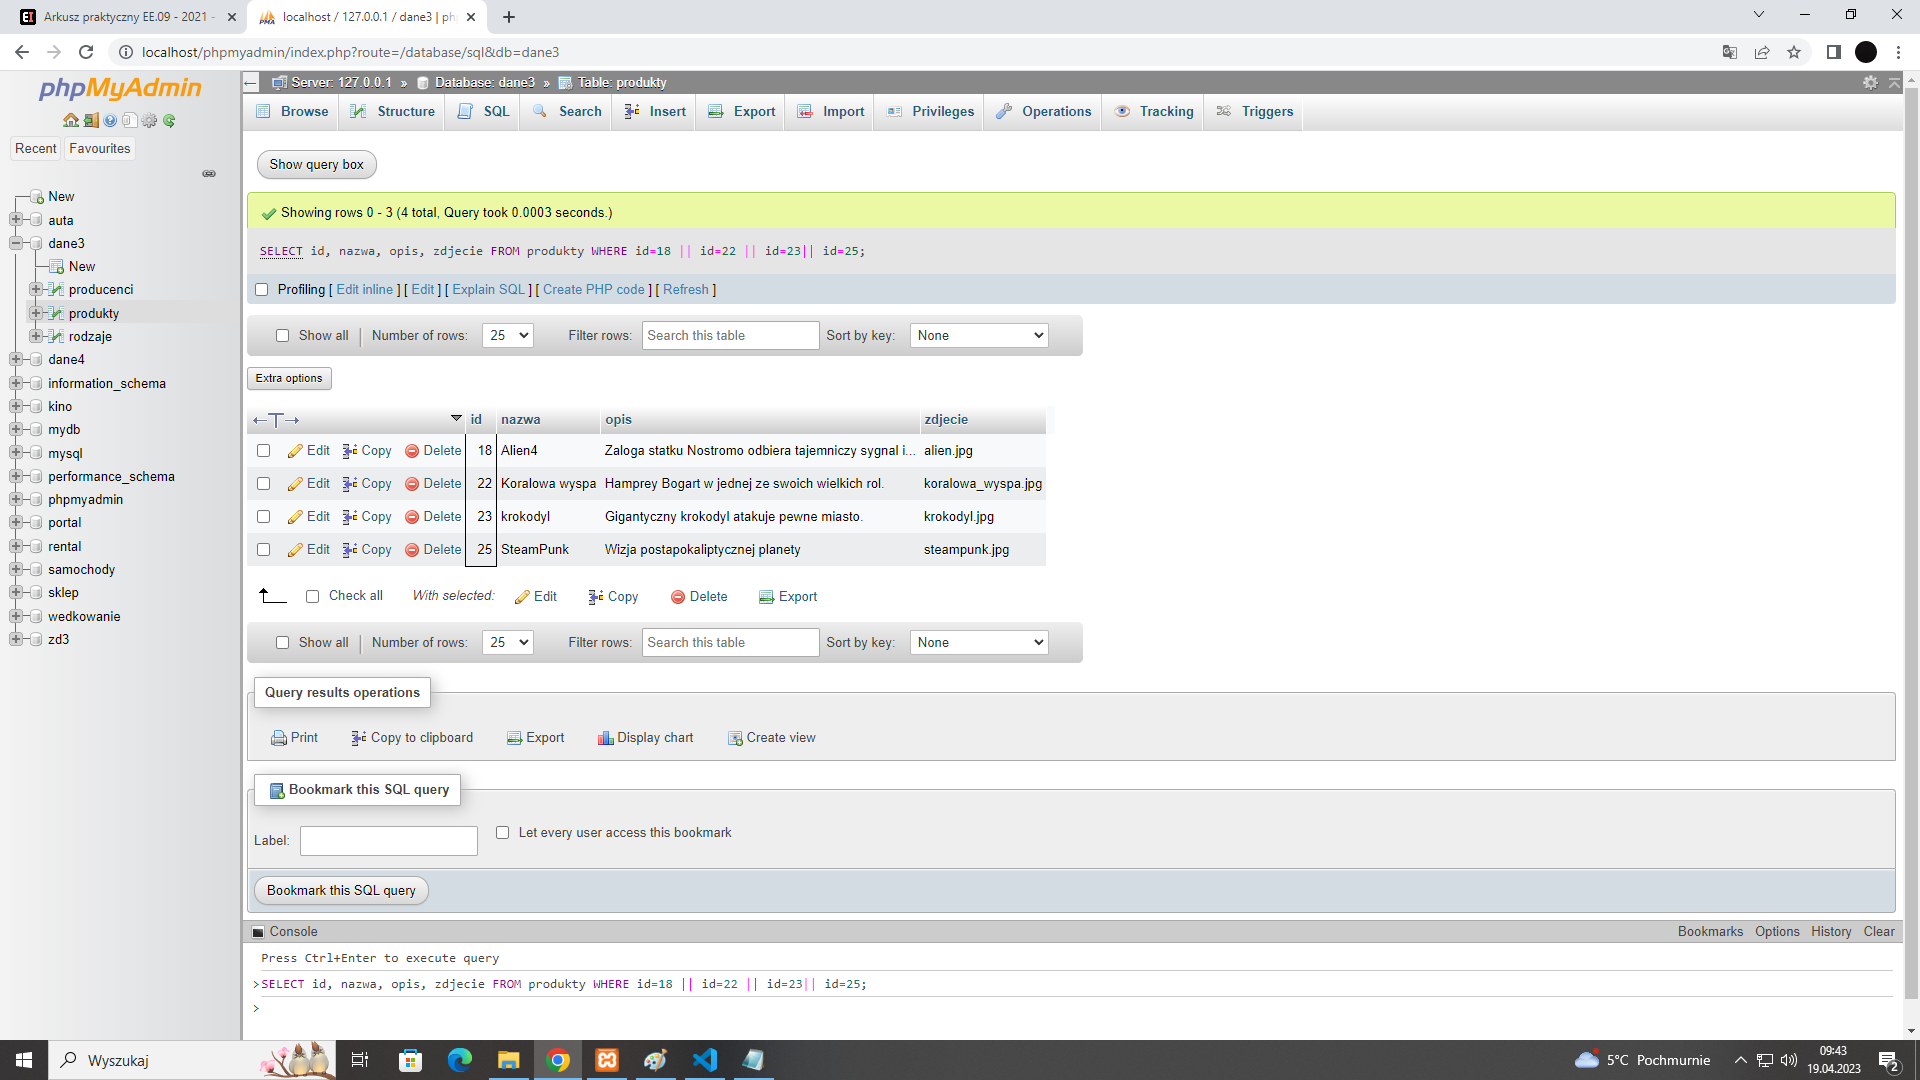 Arkusz praktyczny EE.09 - 2021 -
localhost / 127.0.0.1 / dane3 | ph
localhost/phpmyadmin/index.php?route=/database/sql&db=dane3
phpMyAdmin
Recent Favourites
New
auta
dane3
New
producenci
produkty
rodzaje
dane4
information_schema
kino
mydb
mysql
performance_schema
phpmyadmin
portal
rental
samochody
sklep
wedkowanie
zd3
Server: 127.0.0.1 » Database: dane3 » Table: produkty
Browse Structure SQL Search Insert Export Import Privileges Operations Tracking Triggers
Show query box
Showing rows 0 - 3 (4 total, Query took 0.0003 seconds.)
SELECT id, nazwa, opis, zdjecie FROM produkty WHERE id=18 || id=22 || id=23|| id=25;
Profiling [ Edit inline ] [ Edit ] [ Explain SQL ] [ Create PHP code ] [ Refresh ]
Show all | Number of rows: 25 Filter rows: Search this table Sort by key: None
Extra options
id nazwa opis zdjecie
Edit Copy Delete 18 Alien4 Zaloga statku Nostromo odbiera tajemniczy sygnal i... alien.jpg
Edit Copy Delete 22 Koralowa wyspa Hamprey Bogart w jednej ze swoich wielkich rol. koralowa_wyspa.jpg
Edit Copy Delete 23 krokodyl Gigantyczny krokodyl atakuje pewne miasto. krokodyl.jpg
Edit Copy Delete 25 SteamPunk Wizja postapokaliptycznej planety steampunk.jpg
Check all With selected: Edit Copy Delete Export
Show all | Number of rows: 25 Filter rows: Search this table Sort by key: None
Query results operations
Print Copy to clipboard Export Display chart Create view
Bookmark this SQL query
Label: Let every user access this bookmark
Bookmark this SQL query
Console Bookmarks Options History Clear
Press Ctrl+Enter to execute query
>SELECT id, nazwa, opis, zdjecie FROM produkty WHERE id=18 || id=22 || id=23|| id=25;
>
Wyszukaj
5°C Pochmurnie
09:43
19.04.2023
2